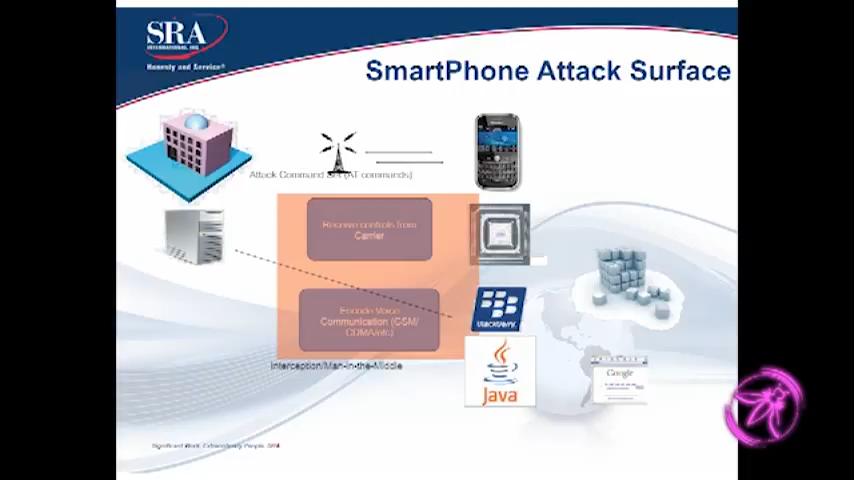 SRA
INTERNATIONAL, INC.
Honesty and Service®
SmartPhone Attack Surface
Attack Command Set (AT commands)
Receive controls from
Carrier
Encode Voice
Communication (GSM/
CDMA/etc)
Interception/Man-in-the-Middle
BlackBerry
Java
Google
Significant Work. Extraordinary People. SRA